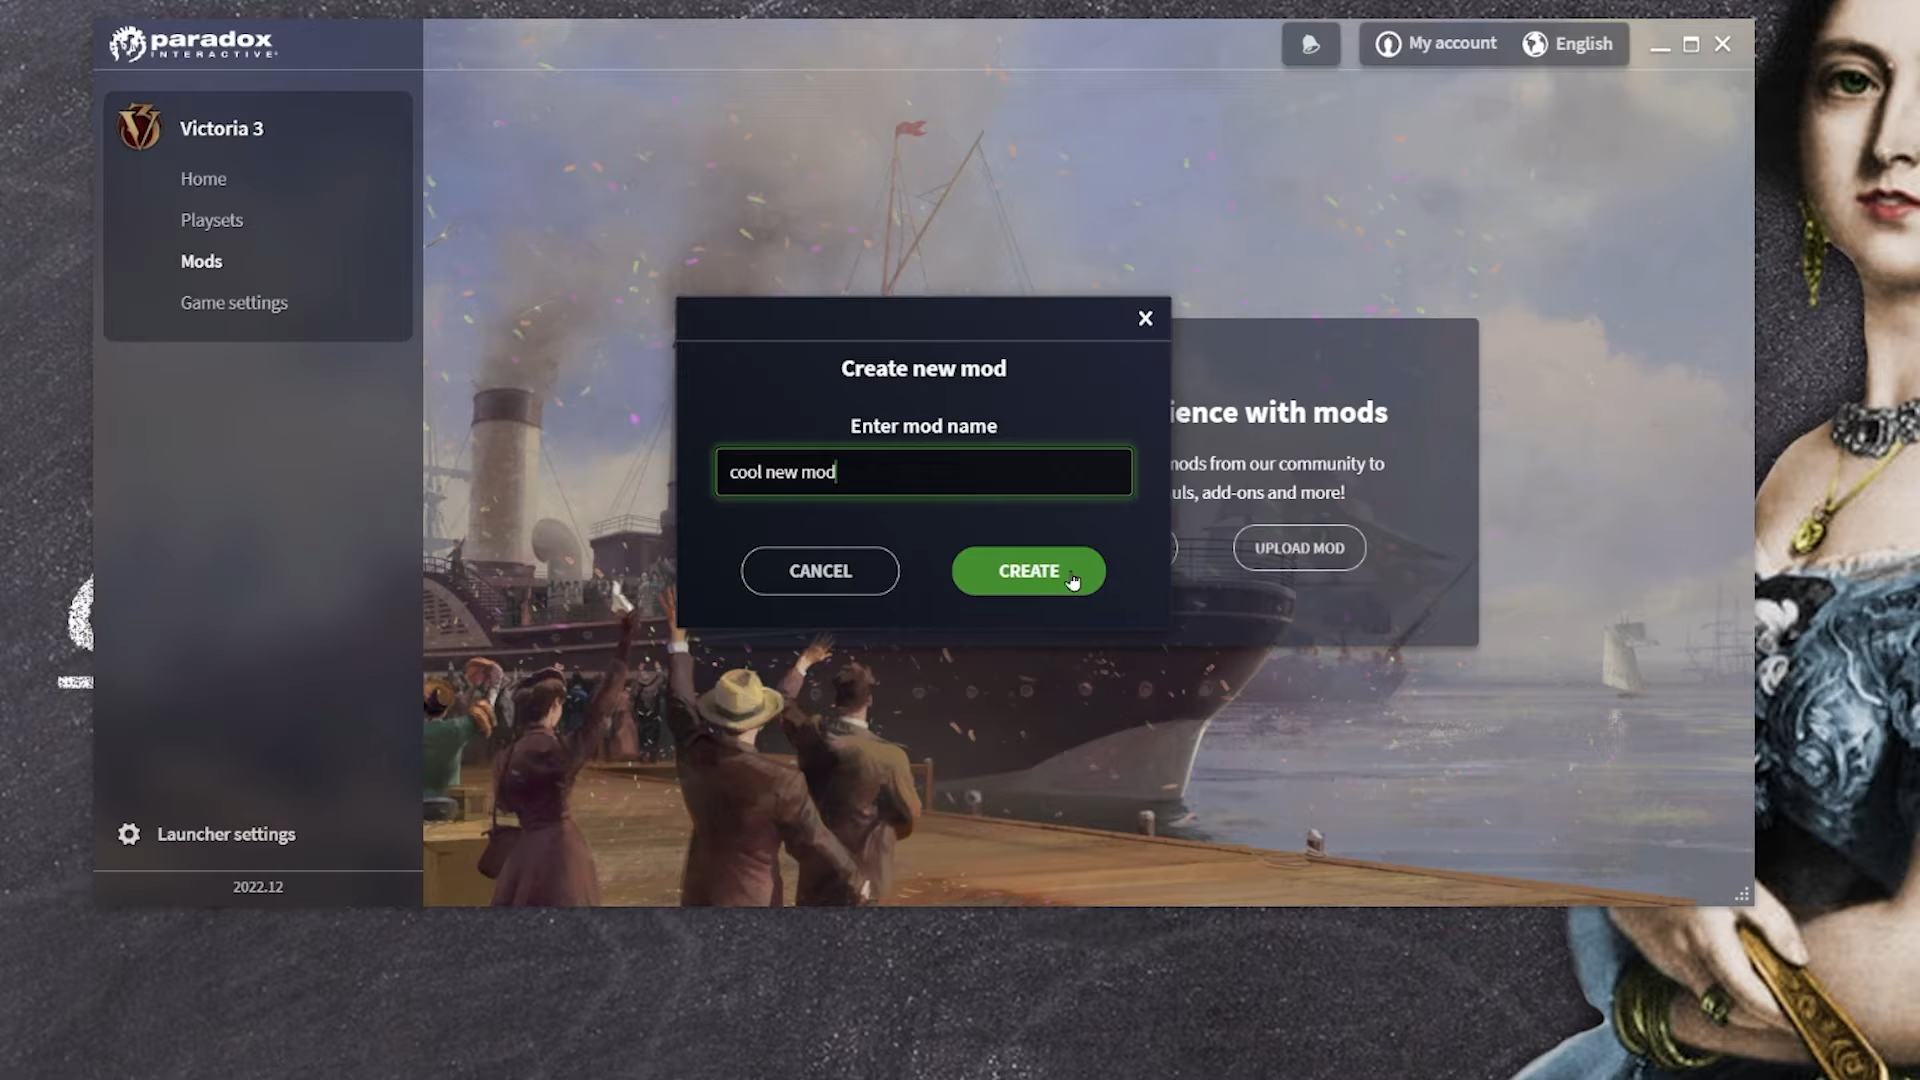 paradox
INTERACTIVE
My account
English
Victoria 3
Home
Playsets
Mods
Game settings
Launcher settings
2022.12
Create new mod
Enter mod name
cool new mod
CANCEL
CREATE
ience with mods
mods from our community to
uls, add-ons and more!
UPLOAD MOD